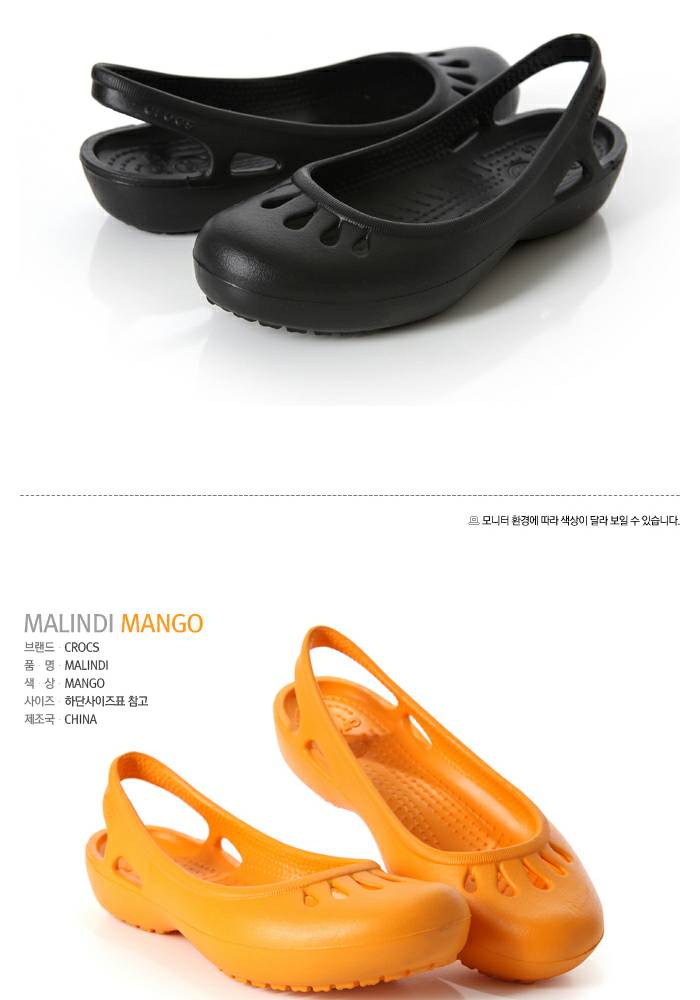 CROCS
모니터 환경에 따라 색상이 달라 보일 수 있습니다.
MALINDI MANGO
브랜드 · CROCS
품 명 · MALINDI
색 상 · MANGO
사이즈 · 하단사이즈표 참고
제조국 · CHINA